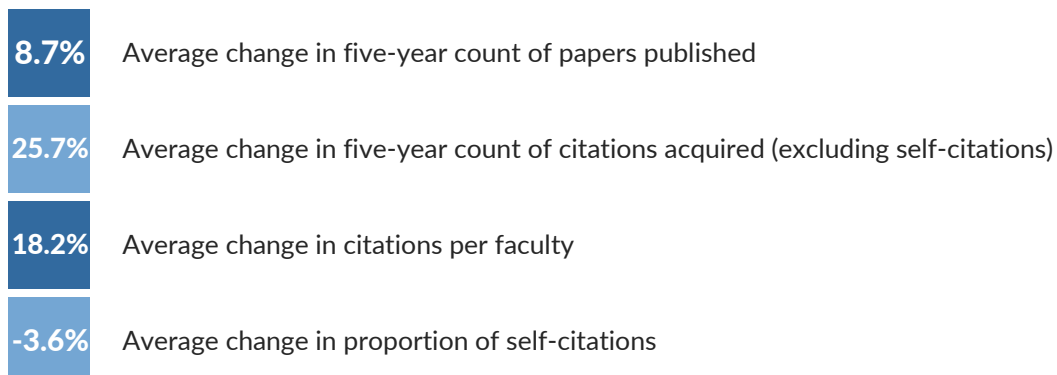 8.7% Average change in five-year count of papers published
25.7% Average change in five-year count of citations acquired (excluding self-citations)
18.2% Average change in citations per faculty
-3.6% Average change in proportion of self-citations